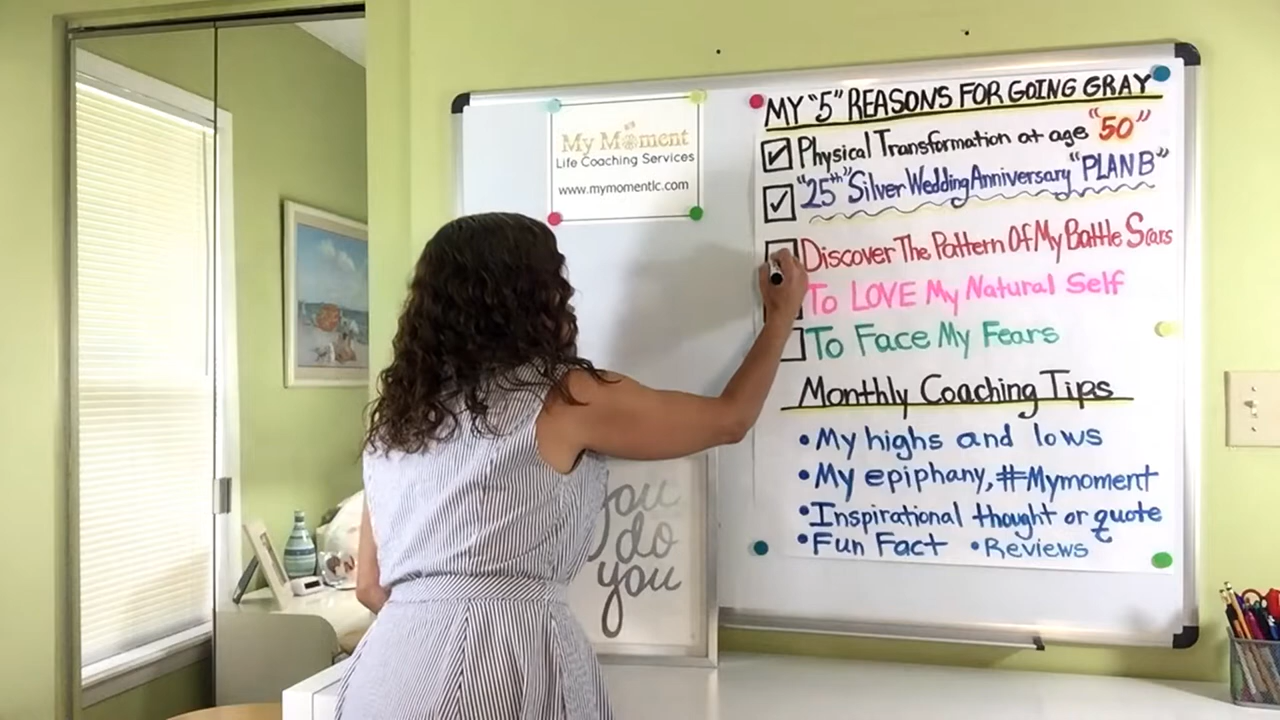 My Moment
Life Coaching Services
www.mymomentlc.com
MY "5" REASONS FOR GOING GRAY
Physical Transformation at age "50"
"25th" Silver Wedding Anniversary "PLAN B"
Discover The Pattern Of My Battle Scars
To LOVE My Natural Self
To Face My Fears
Monthly Coaching Tips
• My highs and lows
• My epiphany, #Mymoment
• Inspirational thought or quote
• Fun Fact • Reviews
you
do
you